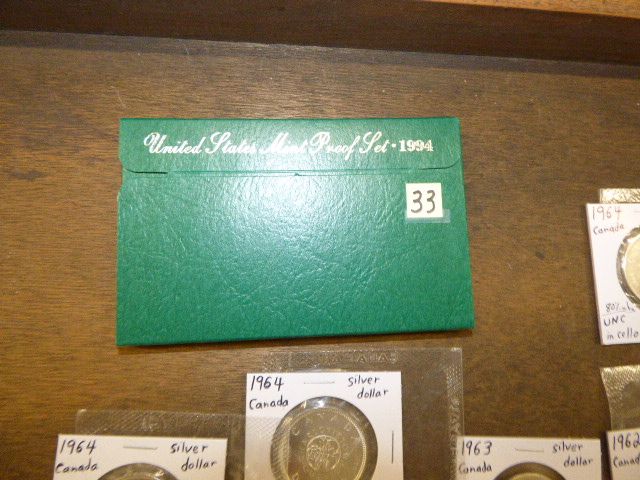 United States Mint Proof Set • 1994
33
1964
Canada
80%
UNC
in cello
1964 — silver
Canada dollar
1964 — silver
Canada dollar
1963 — silver
Canada dollar
1962
Canada